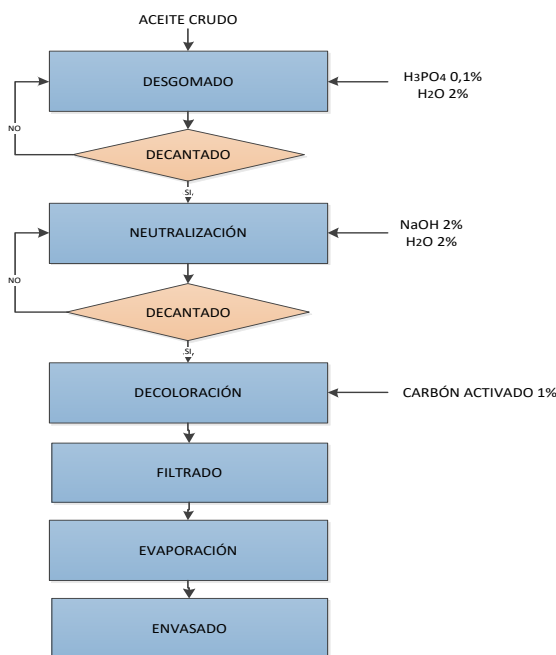 ACEITE CRUDO
DESGOMADO
H3PO4 0,1%
H2O 2%
NO
DECANTADO
SI,
NEUTRALIZACIÓN
NaOH 2%
H2O 2%
NO
DECANTADO
.SI,
DECOLORACIÓN
CARBÓN ACTIVADO 1%
FILTRADO
EVAPORACIÓN
ENVASADO